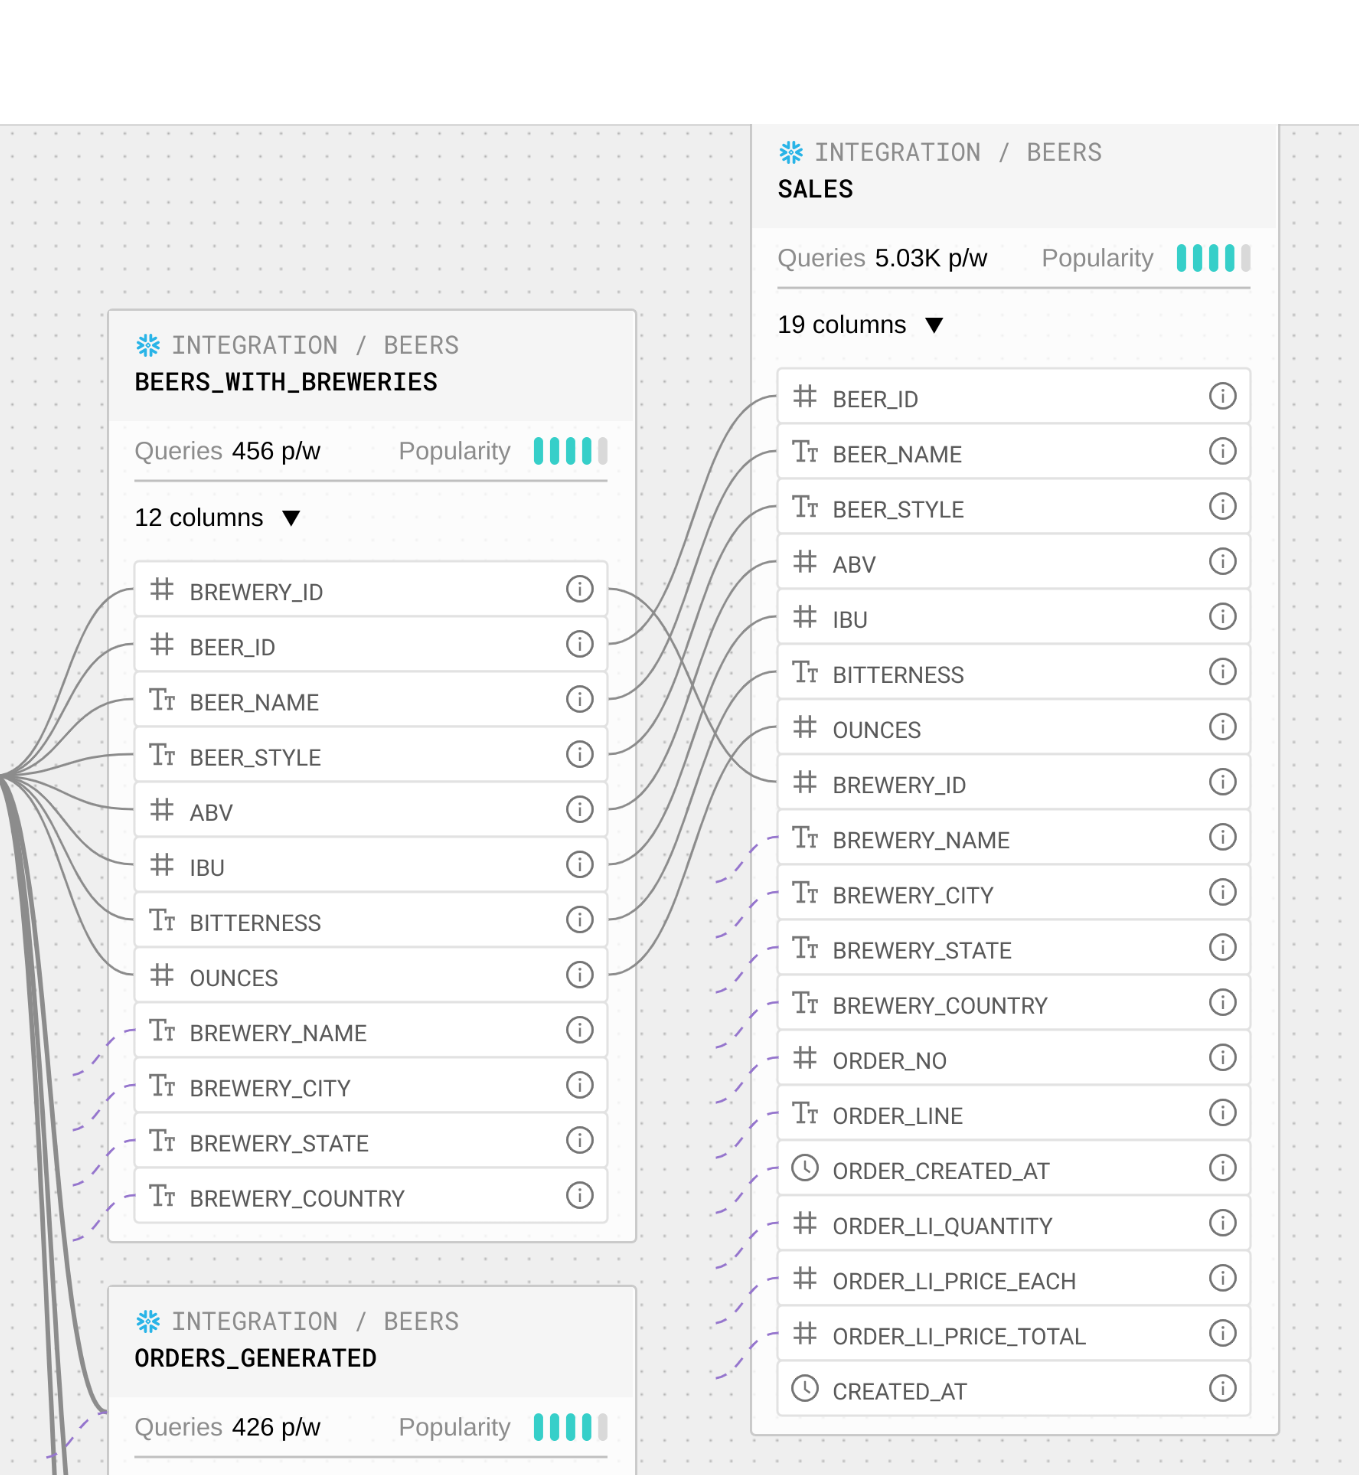 INTEGRATION / BEERS
SALES
Queries 5.03K p/w Popularity
19 columns ▼
BEER_ID
BEER_NAME
BEER_STYLE
ABV
IBU
BITTERNESS
OUNCES
BREWERY_ID
BREWERY_NAME
BREWERY_CITY
BREWERY_STATE
BREWERY_COUNTRY
ORDER_NO
ORDER_LINE
ORDER_CREATED_AT
ORDER_LI_QUANTITY
ORDER_LI_PRICE_EACH
ORDER_LI_PRICE_TOTAL
CREATED_AT
INTEGRATION / BEERS
BEERS_WITH_BREWERIES
Queries 456 p/w Popularity
12 columns ▼
BREWERY_ID
BEER_ID
BEER_NAME
BEER_STYLE
ABV
IBU
BITTERNESS
OUNCES
BREWERY_NAME
BREWERY_CITY
BREWERY_STATE
BREWERY_COUNTRY
INTEGRATION / BEERS
ORDERS_GENERATED
Queries 426 p/w Popularity